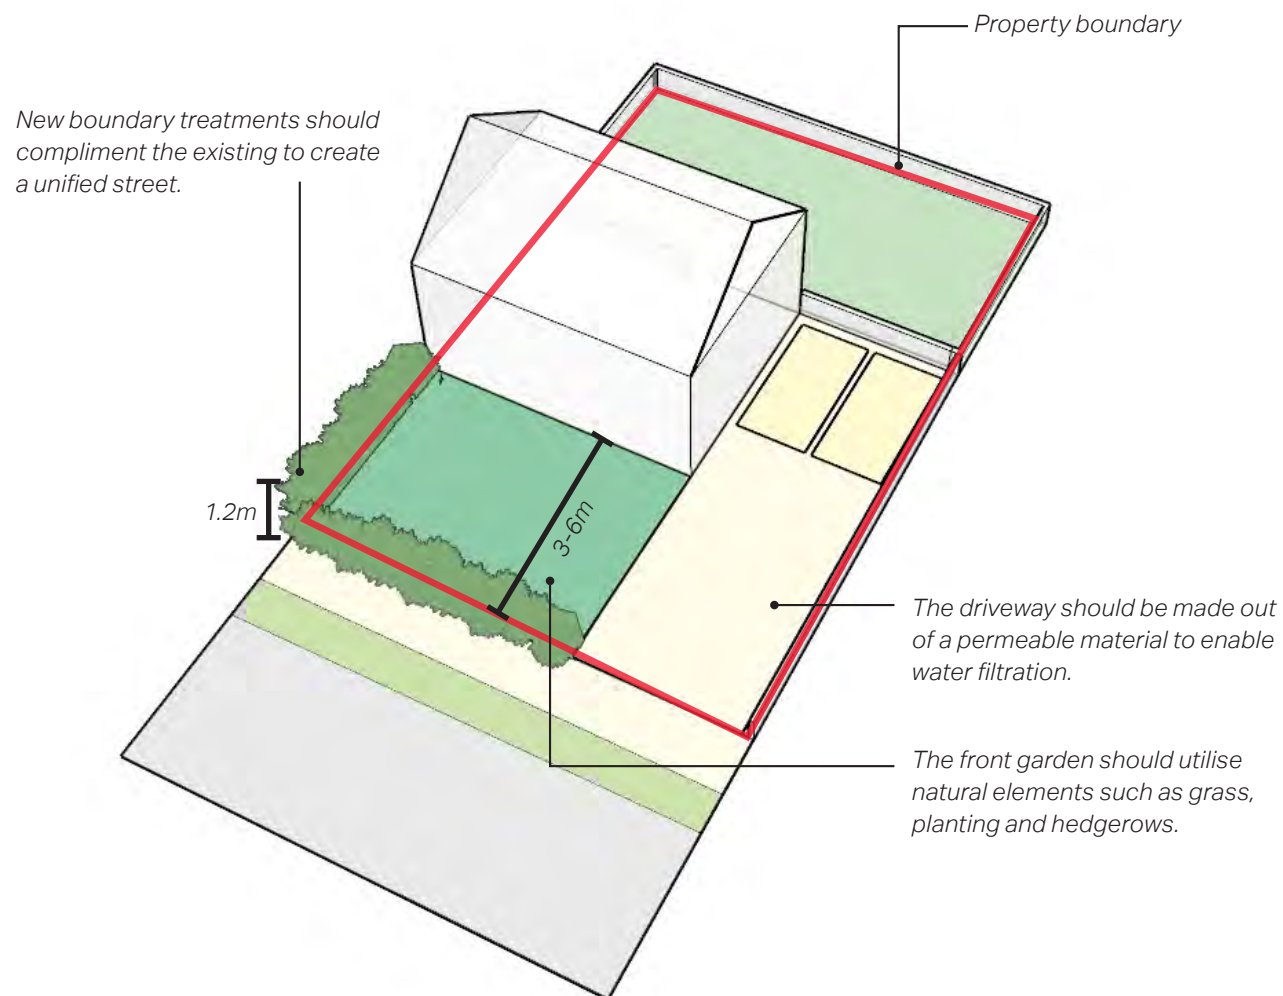 Property boundary
New boundary treatments should
compliment the existing to create
a unified street.
1.2m
3-6m
The driveway should be made out
of a permeable material to enable
water filtration.
The front garden should utilise
natural elements such as grass,
planting and hedgerows.